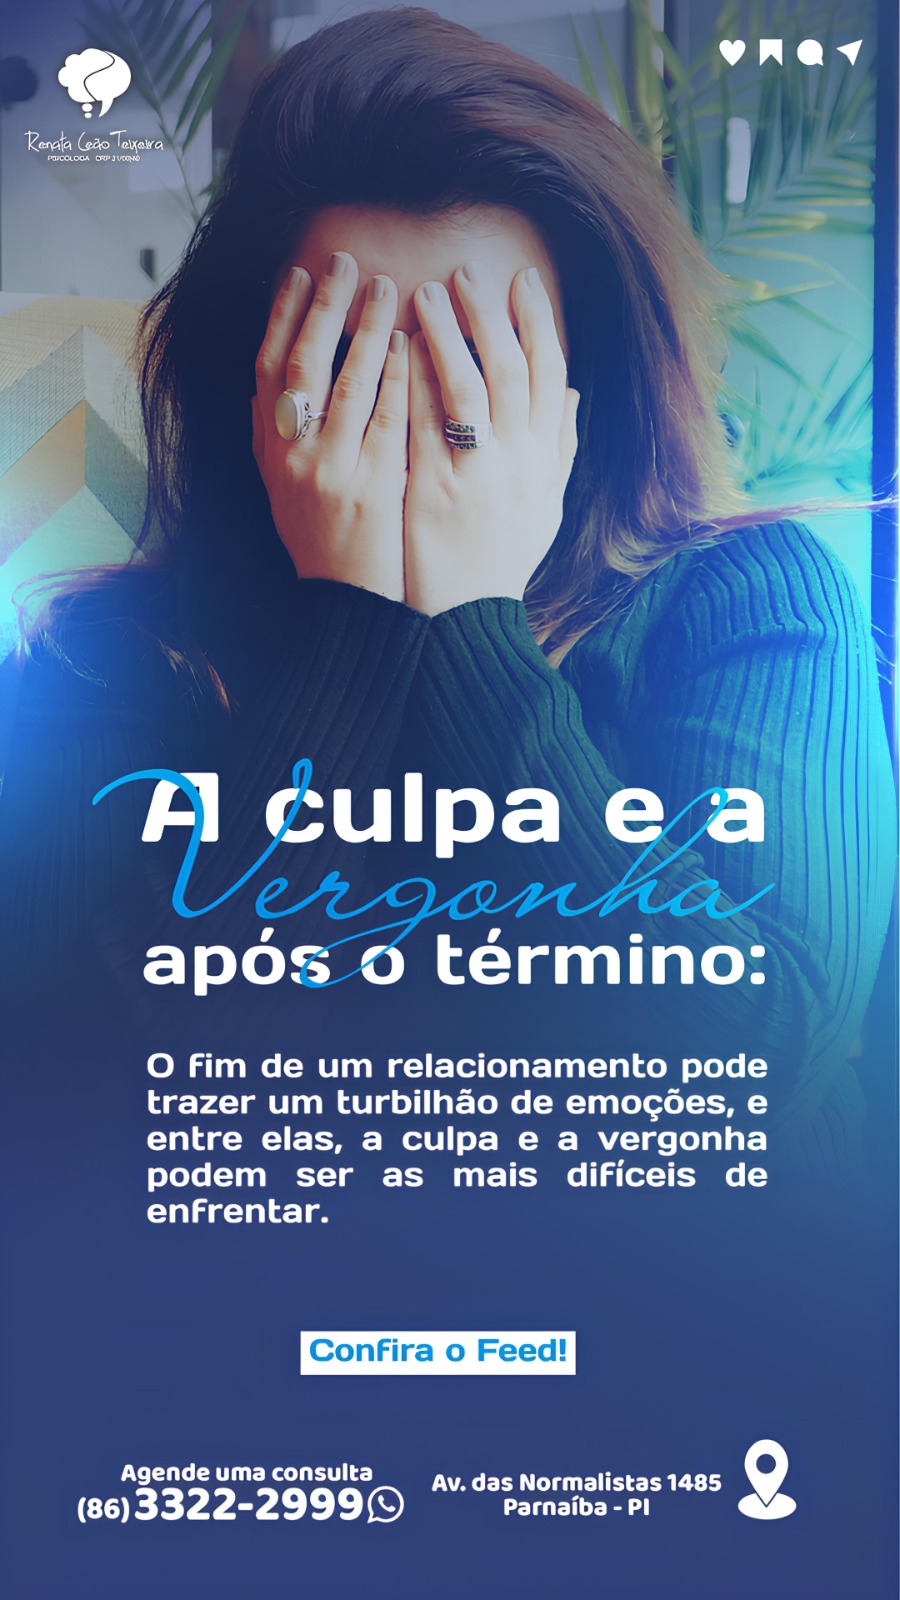 Renata Leão Teixeira
PSICÓLOGA CRP
A culpa e a
Vergonha
após o término:
O fim de um relacionamento pode
trazer um turbilhão de emoções, e
entre elas, a culpa e a vergonha
podem ser as mais difíceis de
enfrentar.
Confira o Feed!
Agende uma consulta
(86) 3322-2999
Av. das Normalistas 1485
Parnaíba - PI